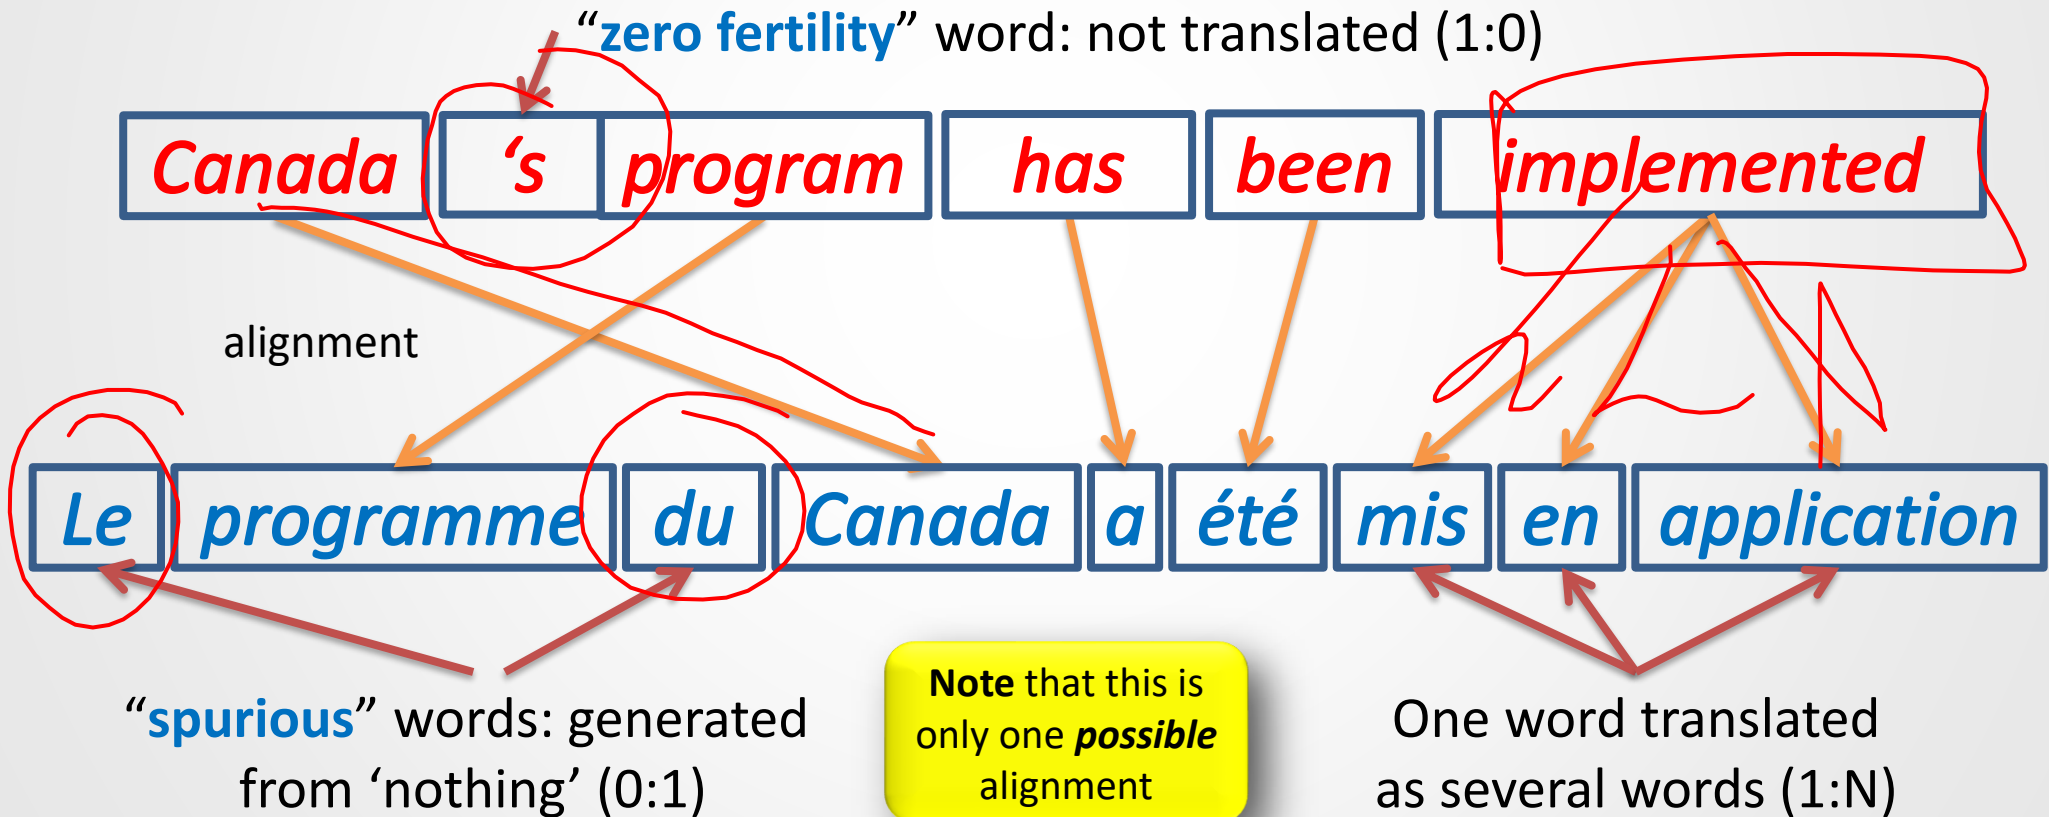 “zero fertility” word: not translated (1:0)
Canada ‘s program has been implemented
alignment
Le programme du Canada a été mis en application
“spurious” words: generated
from ‘nothing’ (0:1)
Note that this is
only one possible
alignment
One word translated
as several words (1:N)